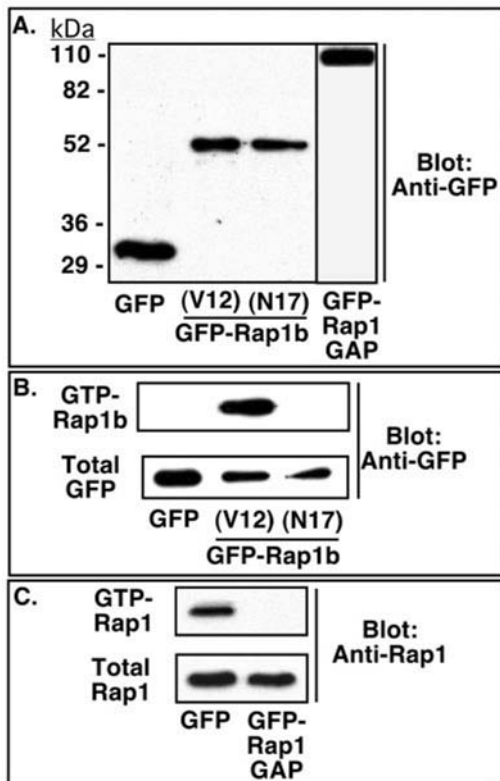 A. kDa
110 -
82 -
52 -
36 -
29 -
Blot:
Anti-GFP
GFP (V12) (N17) GFP-
GFP-Rap1b Rap1
GAP
B. GTP-
Rap1b
Blot:
Anti-GFP
Total
GFP
GFP (V12) (N17)
GFP-Rap1b
C. GTP-
Rap1
Blot:
Anti-Rap1
Total
Rap1
GFP GFP-
Rap1
GAP